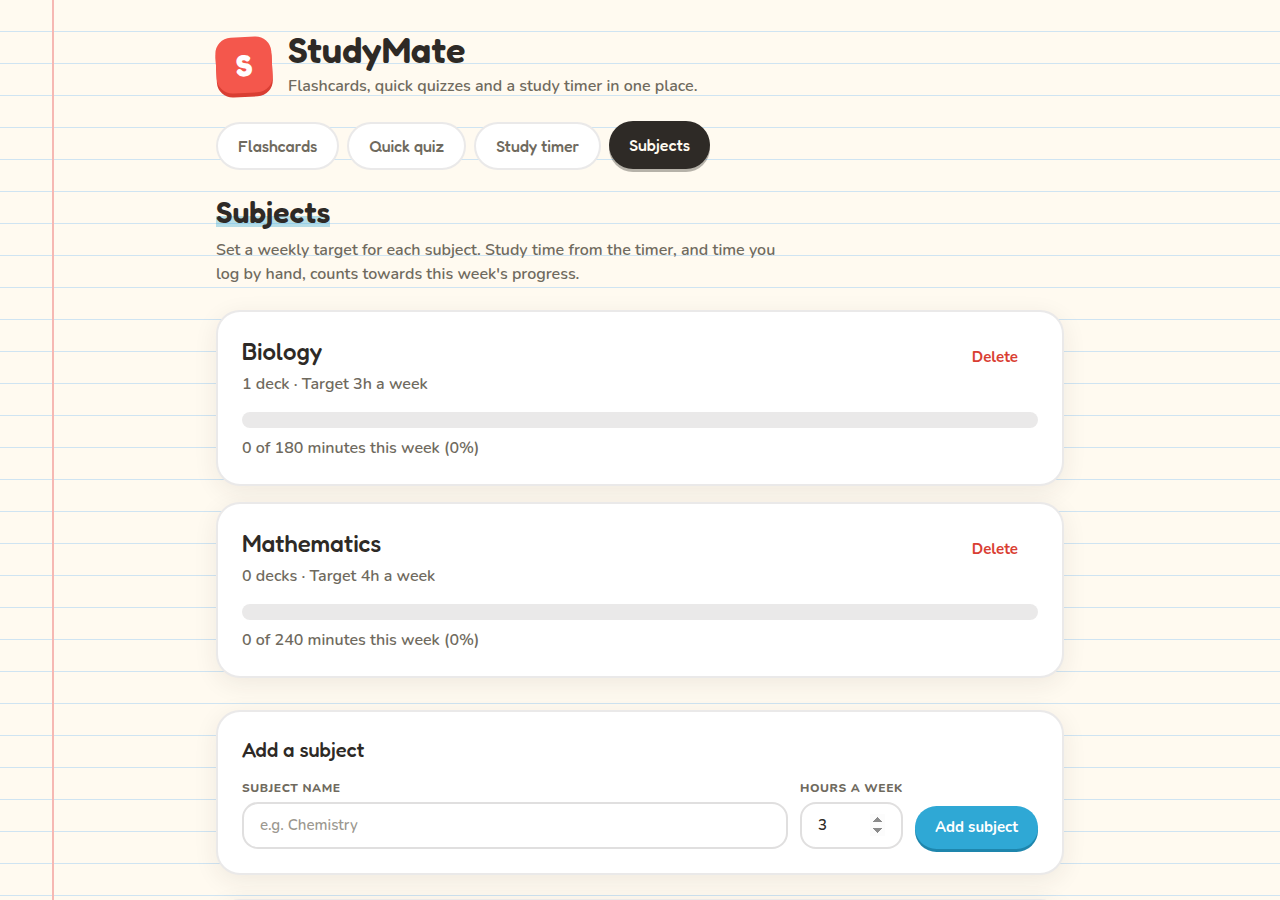 S
StudyMate
Flashcards, quick quizzes and a study timer in one place.
Flashcards
Quick quiz
Study timer
Subjects
Subjects
Set a weekly target for each subject. Study time from the timer, and time you
log by hand, counts towards this week's progress.
Biology
Delete
1 deck · Target 3h a week
0 of 180 minutes this week (0%)
Mathematics
Delete
0 decks · Target 4h a week
0 of 240 minutes this week (0%)
Add a subject
SUBJECT NAME
HOURS A WEEK
e.g. Chemistry
3
Add subject